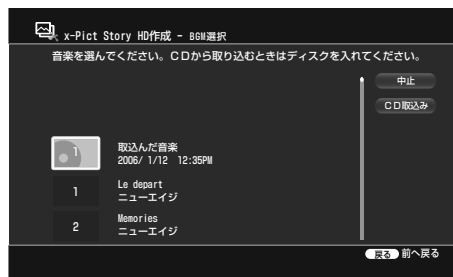 x-Pict Story HD作成 - BGM選択
音楽を選んでください。CDから取り込むときはディスクを入れてください。
中止
CD取込み
1
取込んだ音楽
2006/ 1/12 12:35PM
1
Le depart
ニューエイジ
2
Memories
ニューエイジ
戻る 前へ戻る